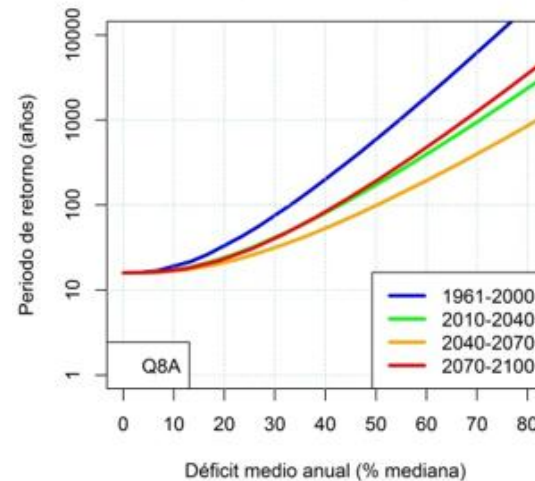 Periodo de retorno (años)
10000
1000
100
10
1
1961-2000
2010-2040
2040-2070
2070-2100
Q8A
0 10 20 30 40 50 60 70 80
Déficit medio anual (% mediana)